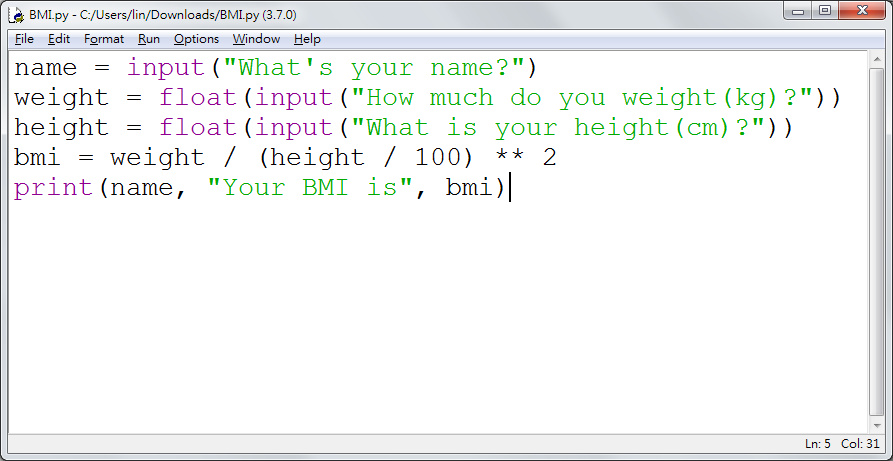 BMI.py - C:/Users/lin/Downloads/BMI.py (3.7.0)
File Edit Format Run Options Window Help
name = input("What's your name?")
weight = float(input("How much do you weight(kg)?"))
height = float(input("What is your height(cm)?"))
bmi = weight / (height / 100) ** 2
print(name, "Your BMI is", bmi)
Ln: 5 Col: 31